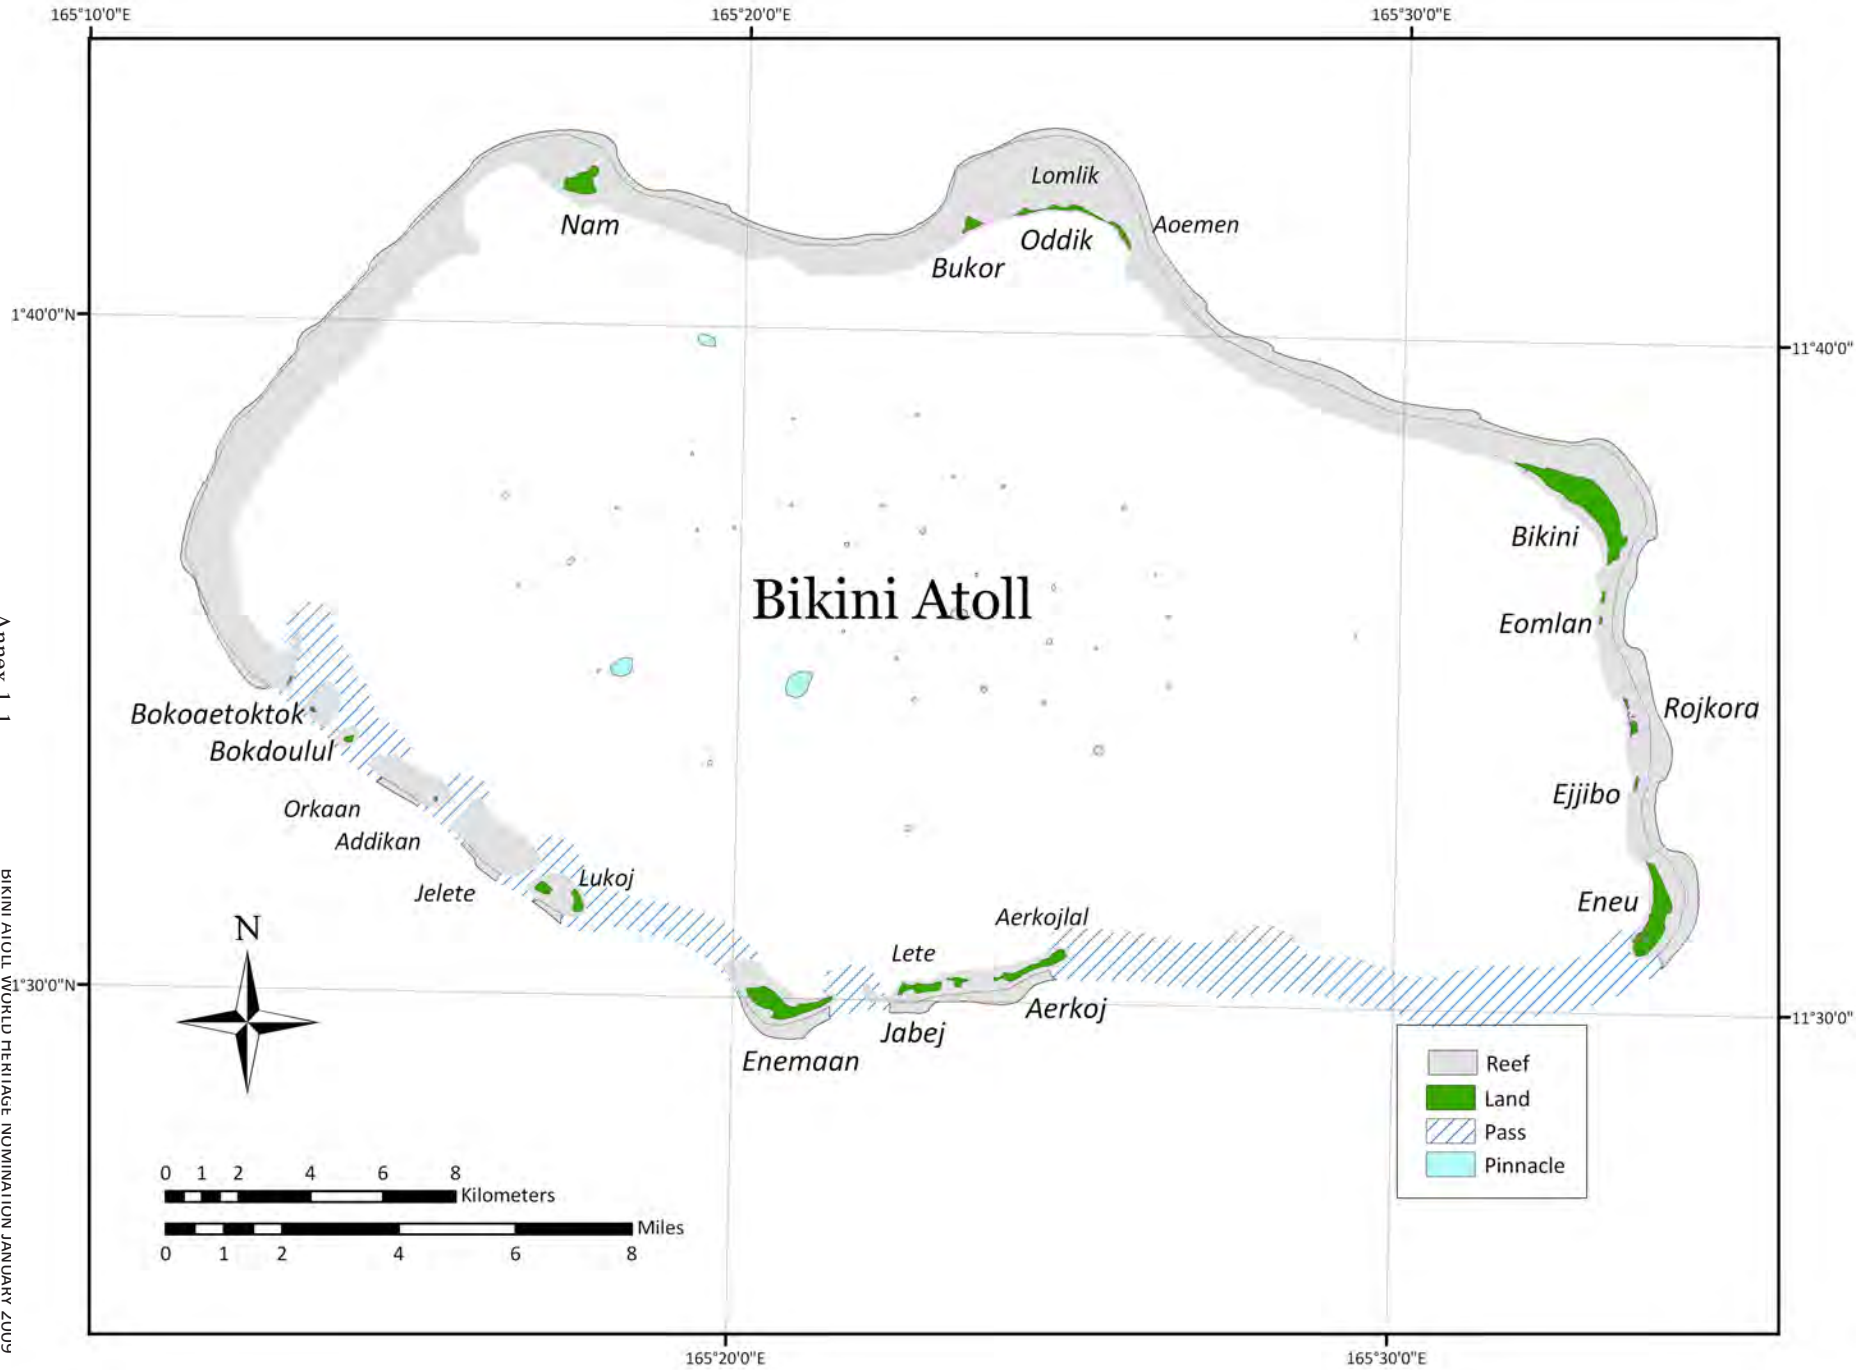 165°10'0"E
165°20'0"E
165°30'0"E
Lomlik
Nam
Oddik
Aoemen
Bukor
1°40'0"N
11°40'0"
Bikini
Bikini Atoll
Eomlan
Bokoaetoktok
Rojkora
Bokdoulul
Ejjibo
Orkaan
Addikan
Lukoj
Jelete
Eneu
Aerkojlal
N
Lete
1°30'0"N
Aerkoj
11°30'0"
Jabej
Enemaan
Reef
Land
Pass
Pinnacle
0 1 2 4 6 8
Kilometers
Miles
0 1 2 4 6 8
165°20'0"E
165°30'0"E
BIKINI ATOLL WORLD HERITAGE NOMINATION JANUARY 2009